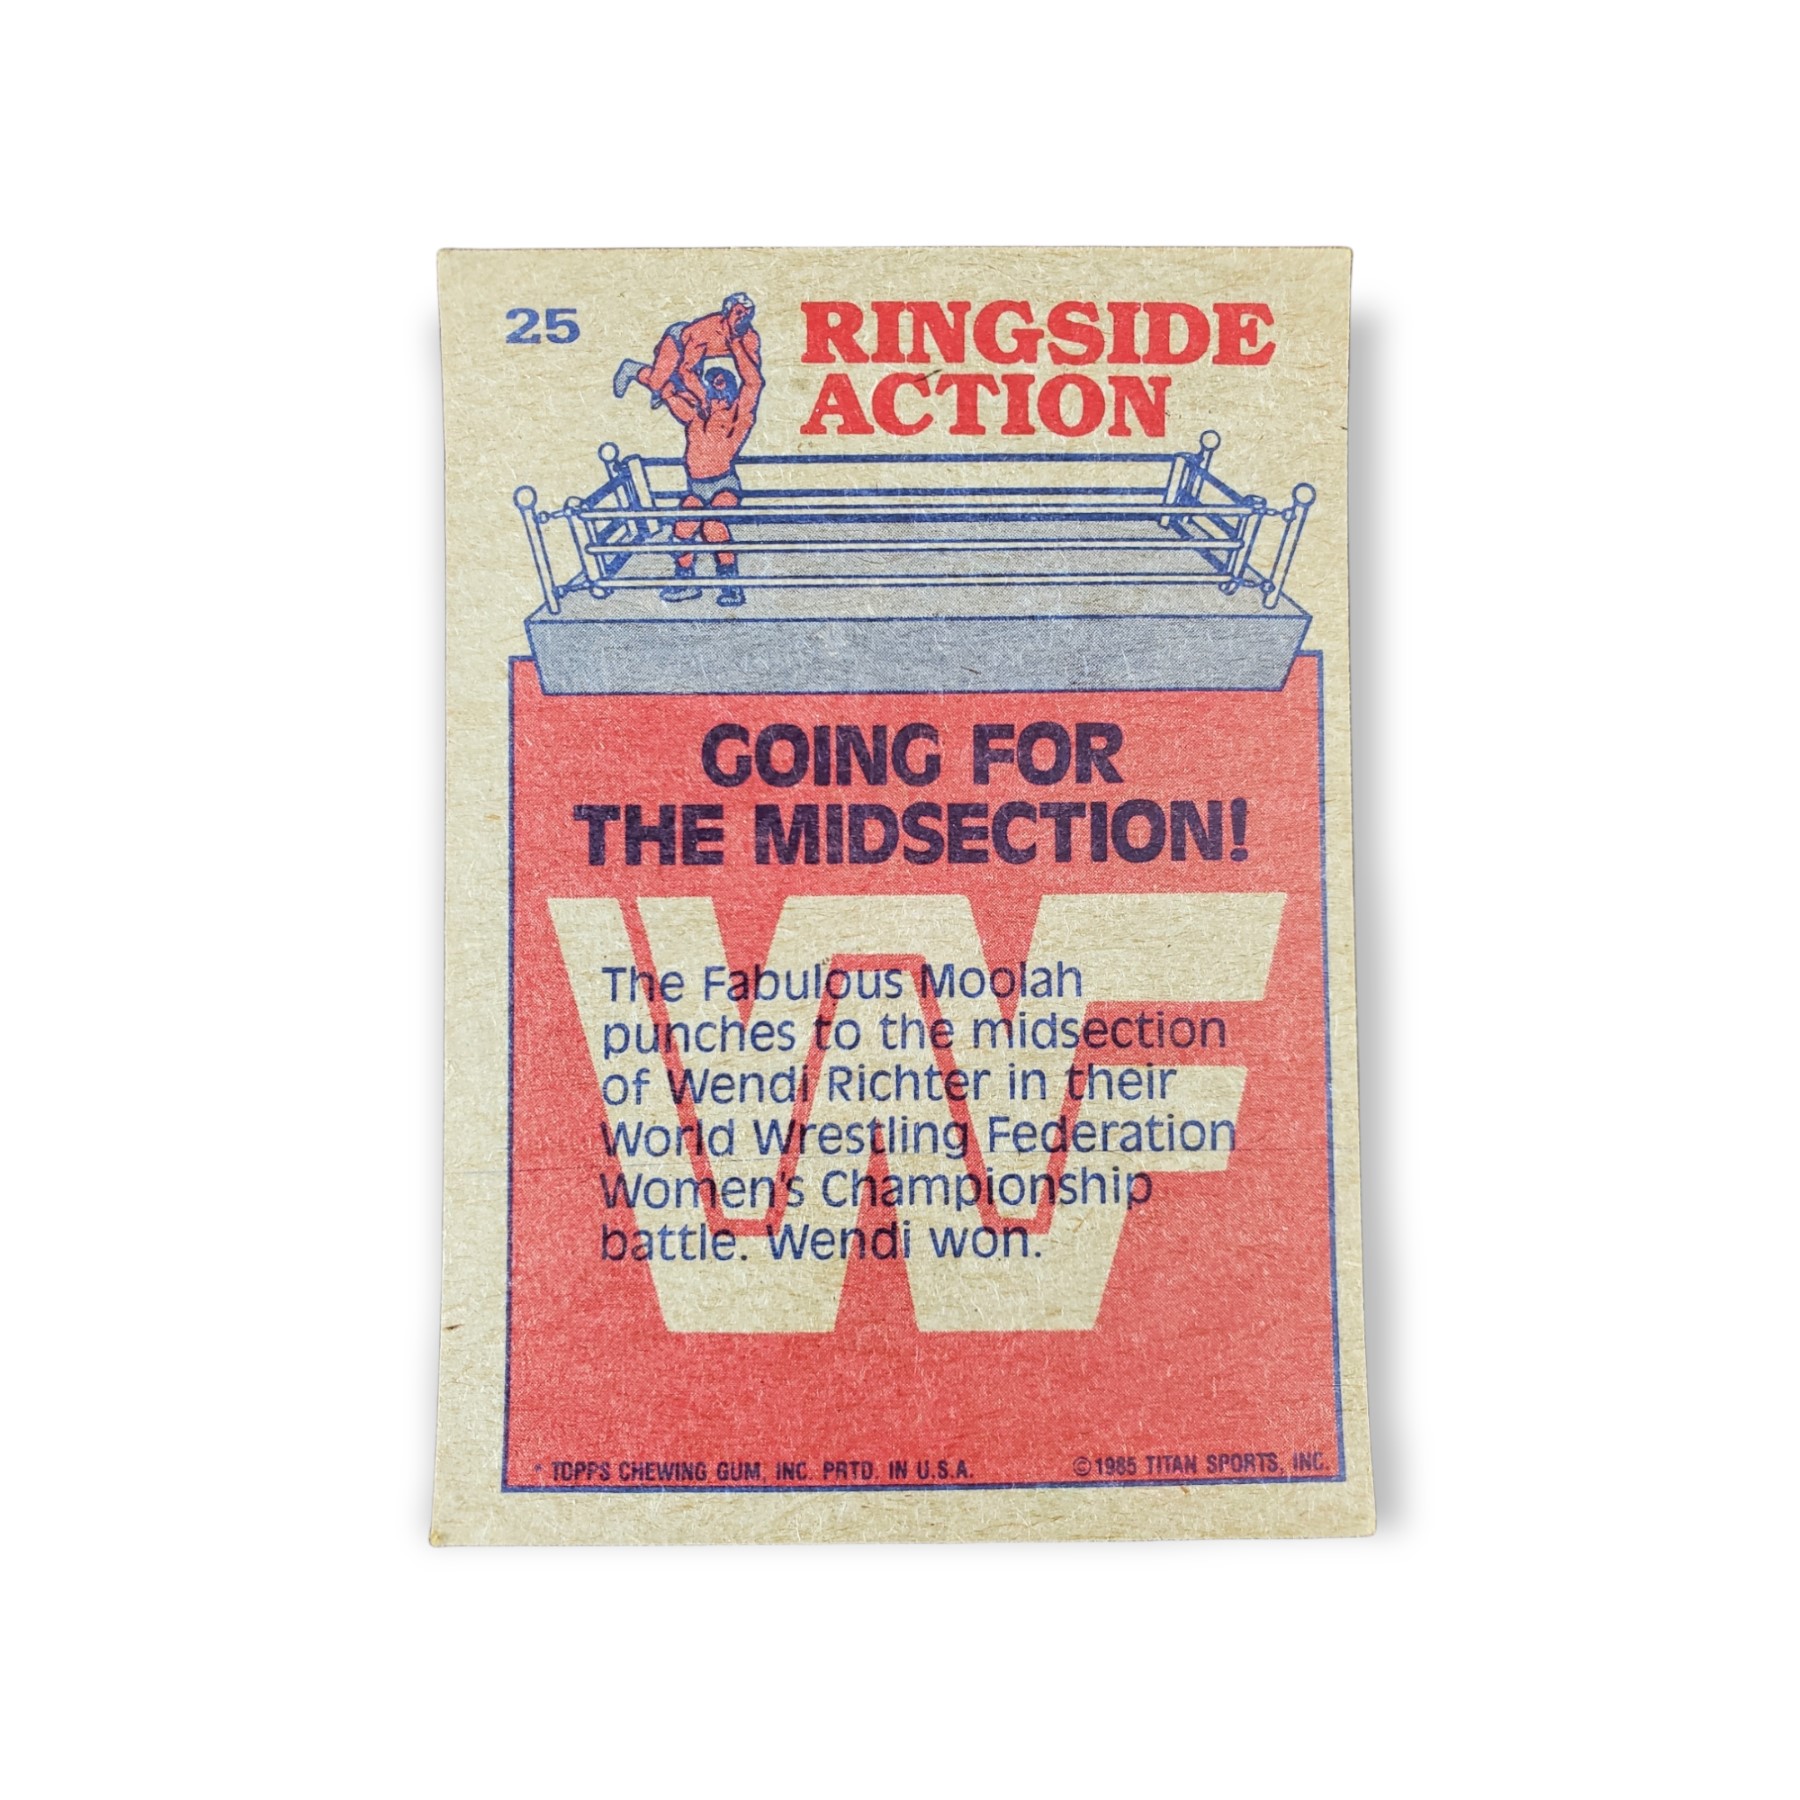 25
RINGSIDE
ACTION
GOING FOR
THE MIDSECTION!
WF
The Fabulous Moolah
punches to the midsection
of Wendi Richter in their
World Wrestling Federation
Women's Championship
battle. Wendi won.
* TOPPS CHEWING GUM, INC. PRTD. IN U.S.A. ©1985 TITAN SPORTS, INC.